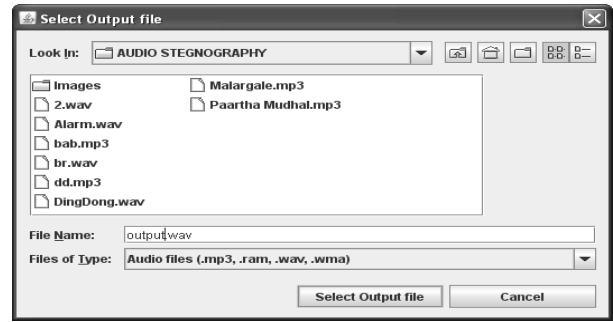 Select Output file
Look In: AUDIO STEGNOGRAPHY
Images
2.wav
Alarm.wav
bab.mp3
br.wav
dd.mp3
DingDong.wav
Malargale.mp3
Paartha Mudhal.mp3
File Name: output.wav
Files of Type: Audio files (.mp3, .ram, .wav, .wma)
Select Output file Cancel